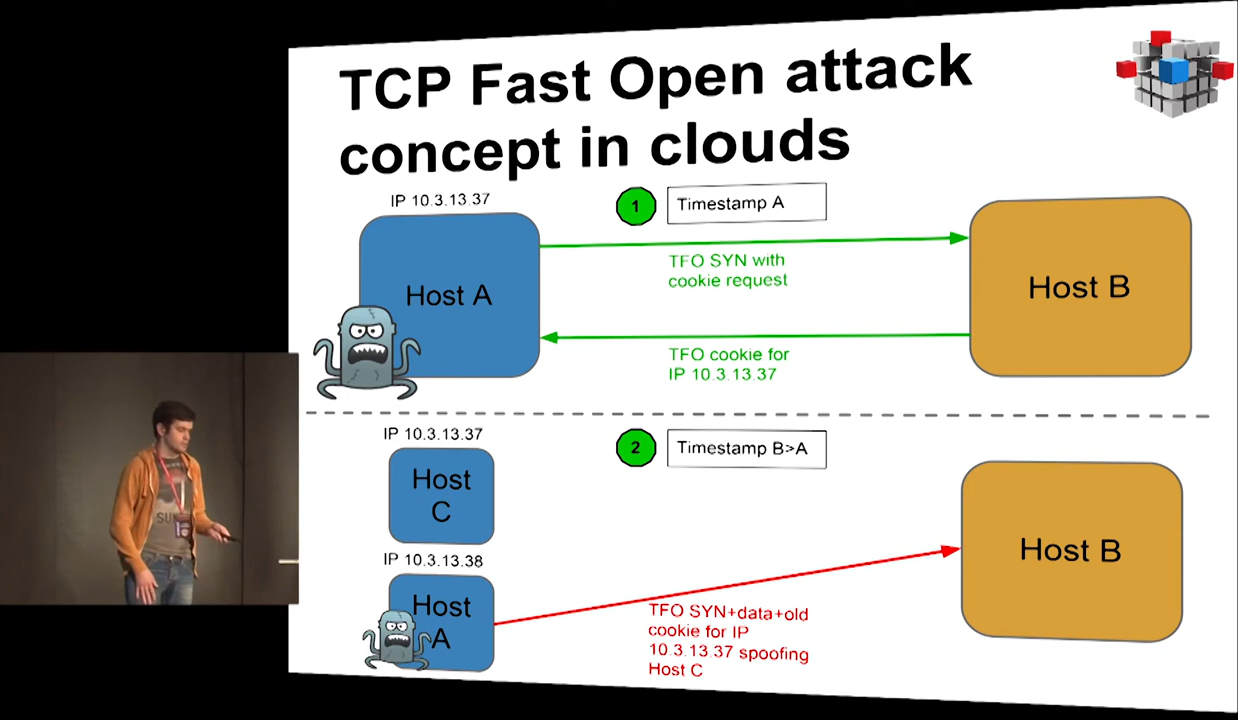 TCP Fast Open attack
concept in clouds
IP 10.3.13.37
1
Timestamp A
Host A
TFO SYN with
cookie request
Host B
TFO cookie for
IP 10.3.13.37
IP 10.3.13.37
2
Timestamp B>A
Host
C
IP 10.3.13.38
Host
A
Host B
TFO SYN+data+old
cookie for IP
10.3.13.37 spoofing
Host C